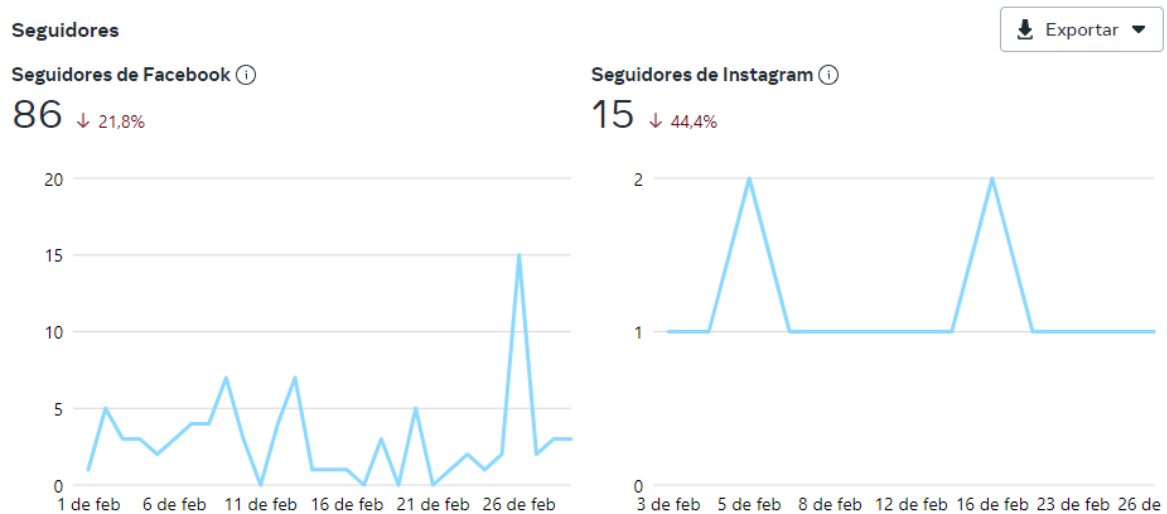 Seguidores
Exportar
Seguidores de Facebook
86 ↓ 21,8%
20
15
10
5
0
1 de feb 6 de feb 11 de feb 16 de feb 21 de feb 26 de feb
Seguidores de Instagram
15 ↓ 44,4%
2
1
0
3 de feb 5 de feb 8 de feb 12 de feb 16 de feb 23 de feb 26 de